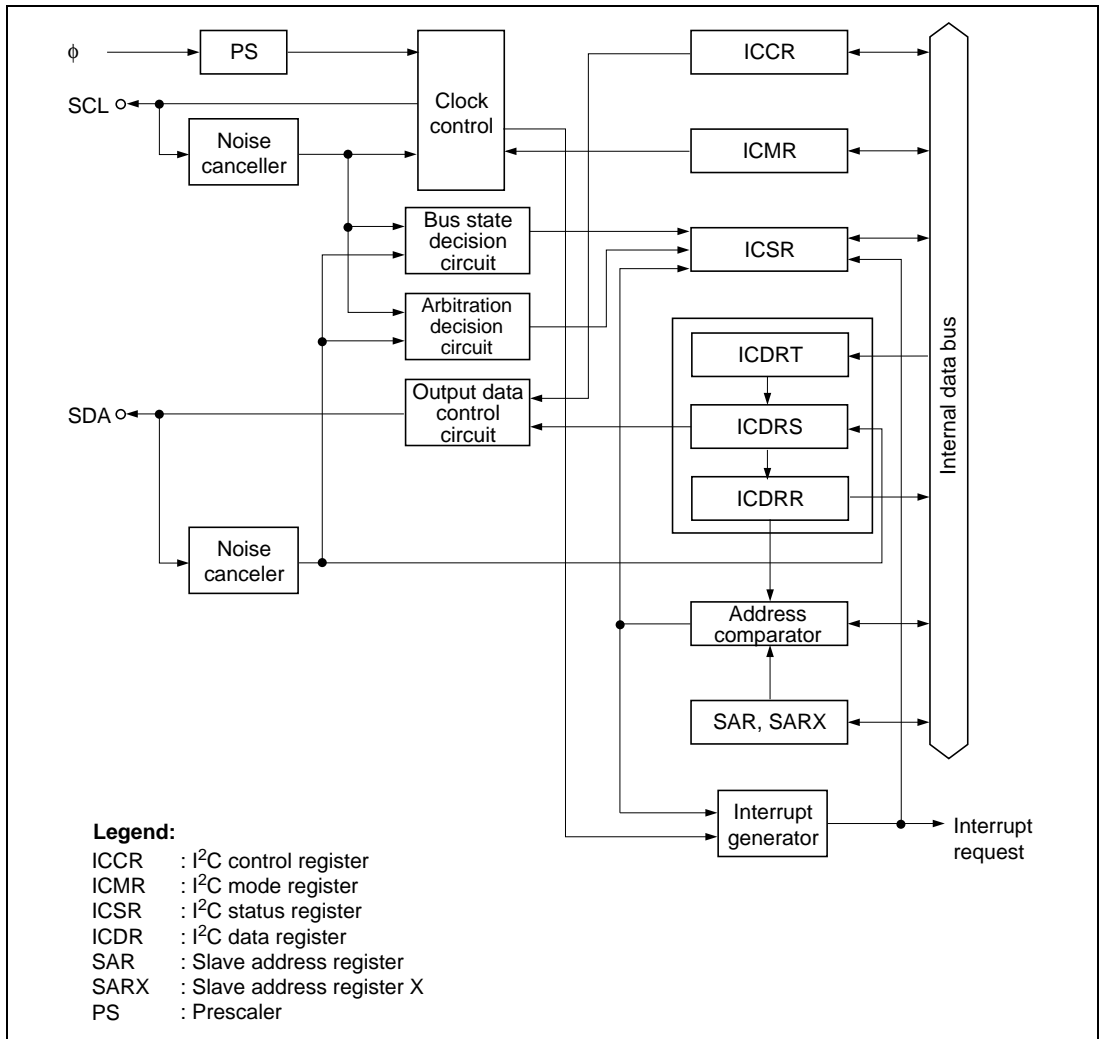 ϕ
PS
Clock
control
ICCR
SCL
Noise
canceller
ICMR
Bus state
decision
circuit
ICSR
Arbitration
decision
circuit
ICDRT
Internal data bus
SDA
Output data
control
circuit
ICDRS
ICDRR
Noise
canceler
Address
comparator
SAR, SARX
Interrupt
generator
Interrupt
request
Legend:
ICCR : I²C control register
ICMR : I²C mode register
ICSR : I²C status register
ICDR : I²C data register
SAR : Slave address register
SARX : Slave address register X
PS : Prescaler